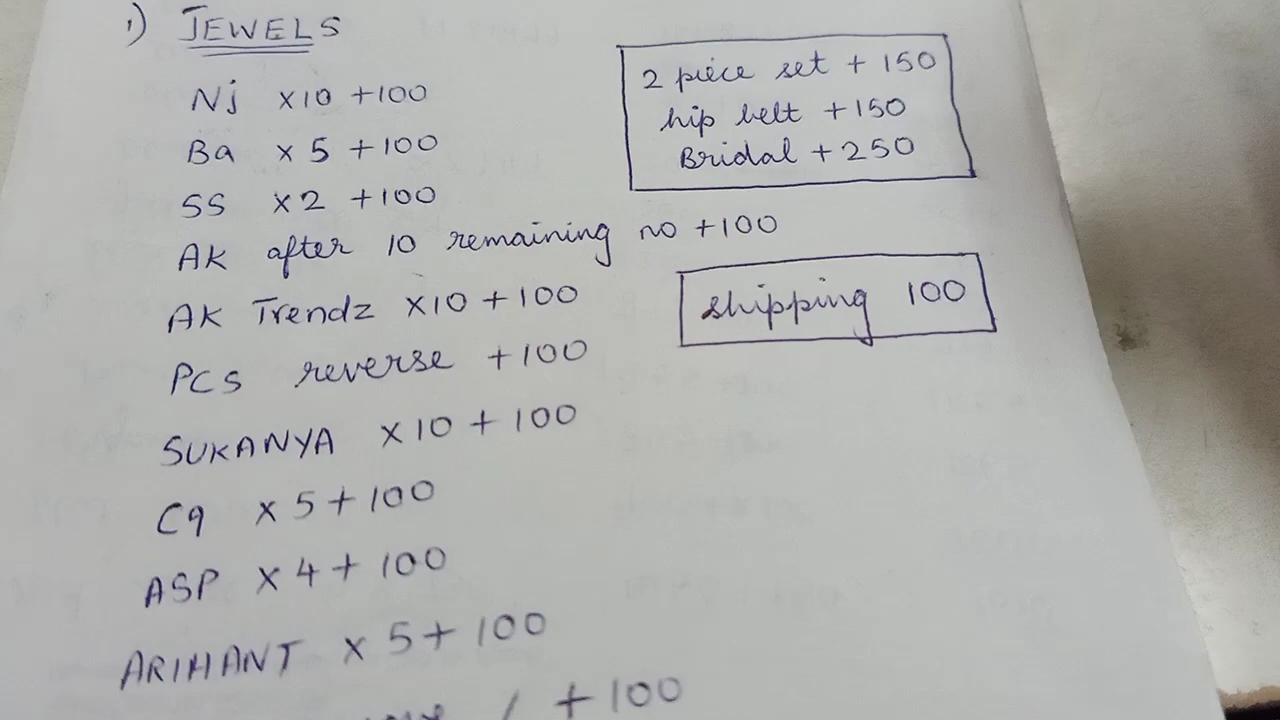 1) JEWELS
Nj x10 +100
Ba x 5 +100
SS x2 +100
AK after 10 remaining no +100
AK Trendz x10 +100
PCS reverse +100
SUKANYA x10 + 100
C9 x 5 + 100
ASP x 4 + 100
ARIHANT x 5 + 100
/ + 100
2 piece set + 150
hip belt +150
Bridal + 250
shipping 100